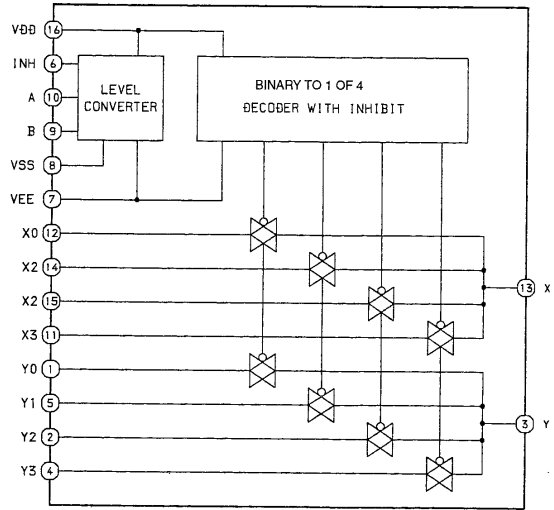 VDD 16
INH 6
A 10
B 9
VSS 8
VEE 7
LEVEL
CONVERTER
BINARY TO 1 OF 4
DECODER WITH INHIBIT
X0 12
X2 14
X2 15
X3 11
Y0 1
Y1 5
Y2 2
Y3 4
13 X
3 Y